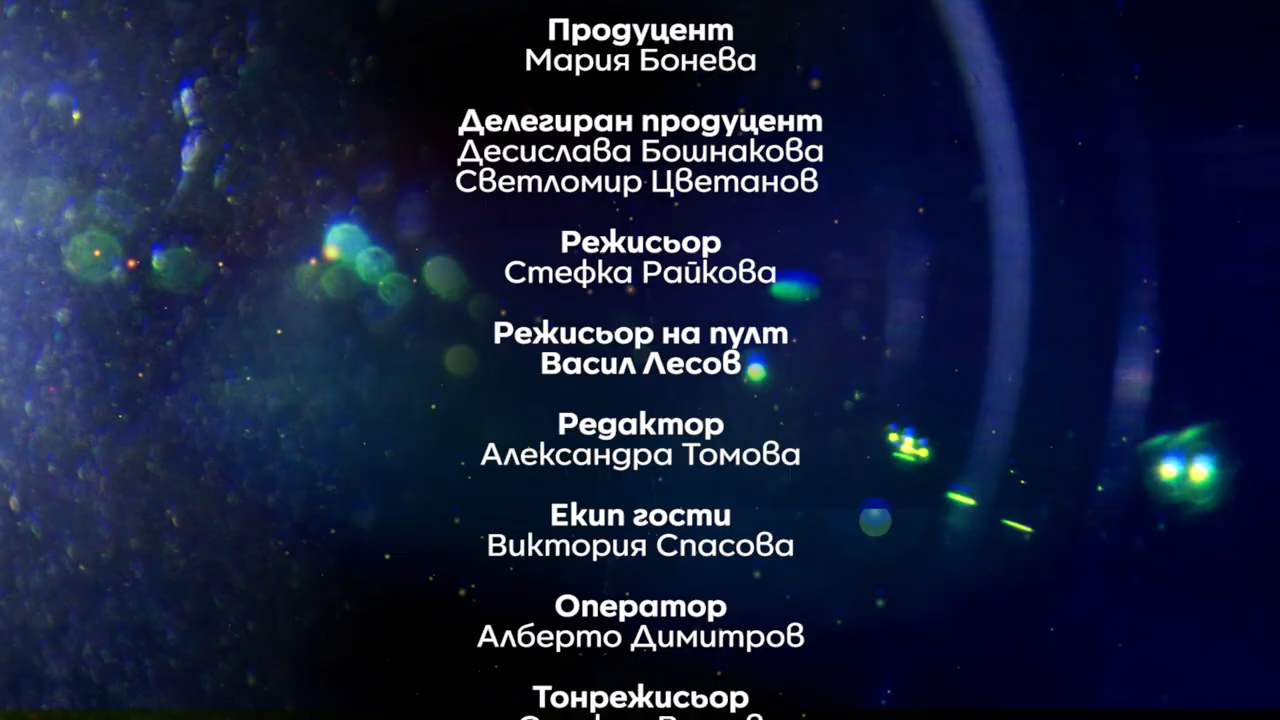 Продуцент
Мария Бонева
Делегиран продуцент
Десислава Бошнакова
Светломир Цветанов
Режисьор
Стефка Райкова
Режисьор на пулт
Васил Лесов
Редактор
Александра Томова
Екип гости
Виктория Спасова
Оператор
Алберто Димитров
Тонрежисьор